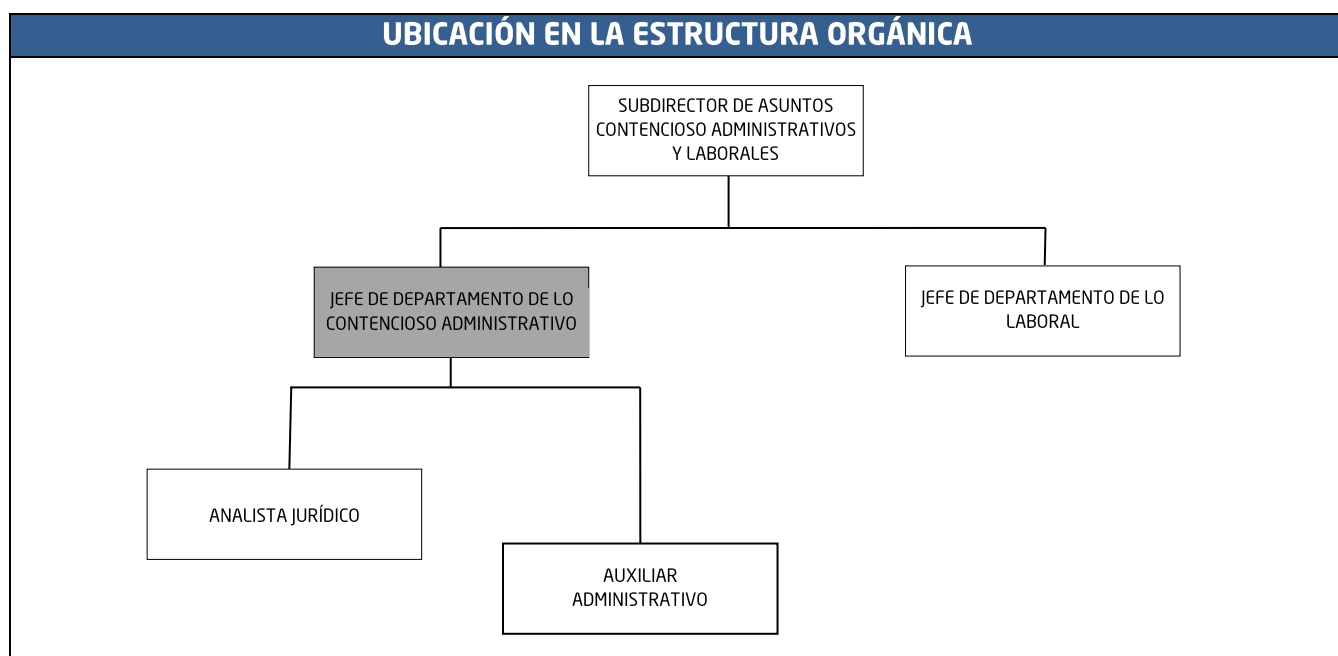 UBICACIÓN EN LA ESTRUCTURA ORGÁNICA
SUBDIRECTOR DE ASUNTOS
CONTENCIOSO ADMINISTRATIVOS
Y LABORALES
JEFE DE DEPARTAMENTO DE LO
CONTENCIOSO ADMINISTRATIVO
JEFE DE DEPARTAMENTO DE LO
LABORAL
ANALISTA JURÍDICO
AUXILIAR
ADMINISTRATIVO